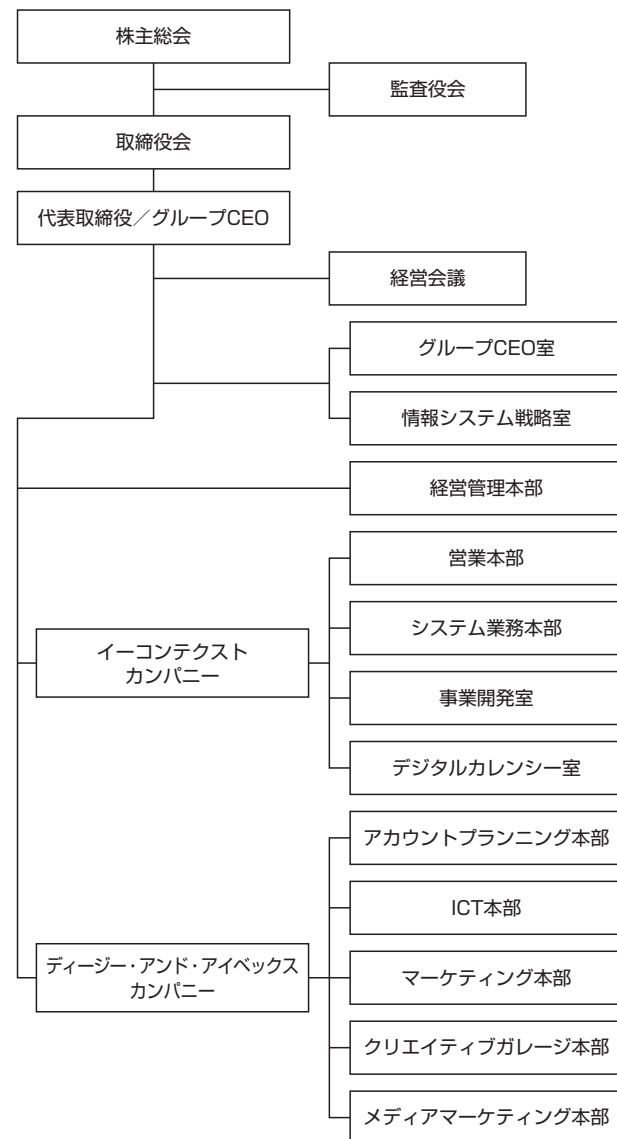 株主総会
監査役会
取締役会
代表取締役／グループCEO
経営会議
グループCEO室
情報システム戦略室
経営管理本部
営業本部
システム業務本部
イーコンテクスト
カンパニー
事業開発室
デジタルカレンシー室
アカウントプランニング本部
ICT本部
ディージー・アンド・アイベックス
カンパニー
マーケティング本部
クリエイティブガレージ本部
メディアマーケティング本部